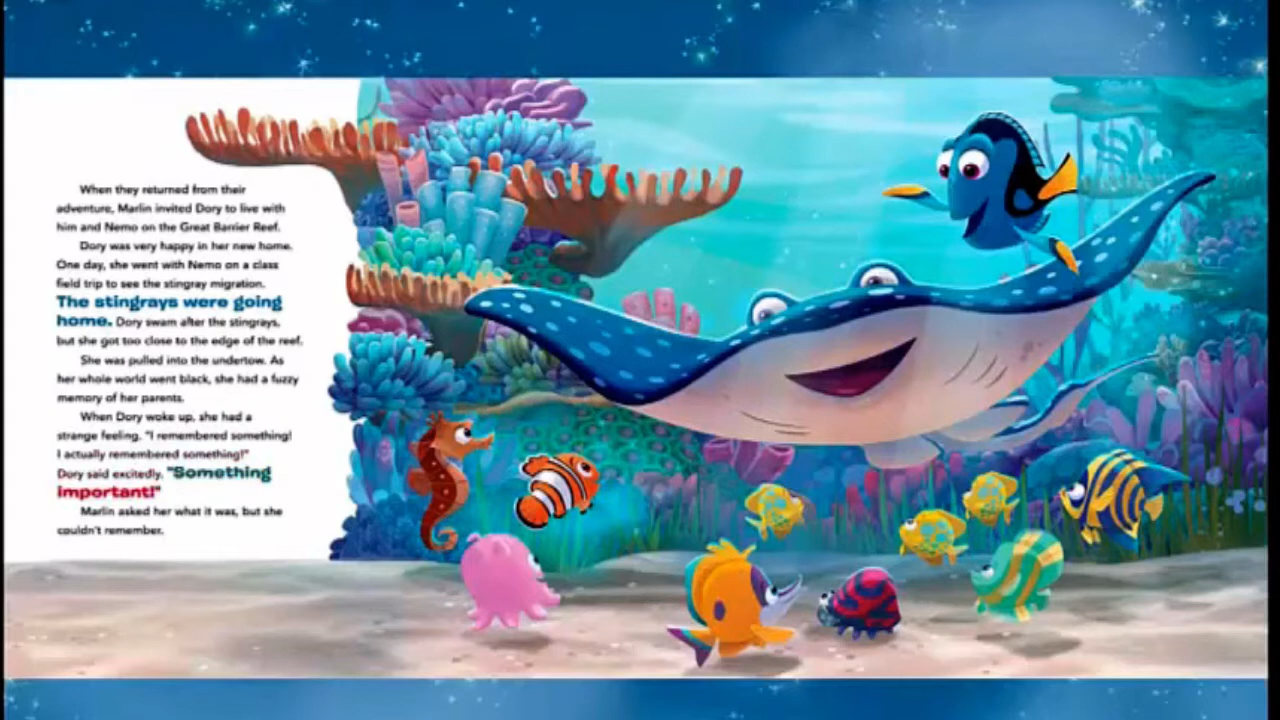 When they returned from their
adventure, Marlin invited Dory to live with
him and Nemo on the Great Barrier Reef.
Dory was very happy in her new home.
One day, she went with Nemo on a class
field trip to see the stingray migration.
The stingrays were going
home. Dory swam after the stingrays,
but she got too close to the edge of the reef.
She was pulled into the undertow. As
her whole world went black, she had a fuzzy
memory of her parents.
When Dory woke up, she had a
strange feeling. "I remembered something!
I actually remembered something!"
Dory said excitedly. "Something
important!"
Marlin asked her what it was, but she
couldn't remember.